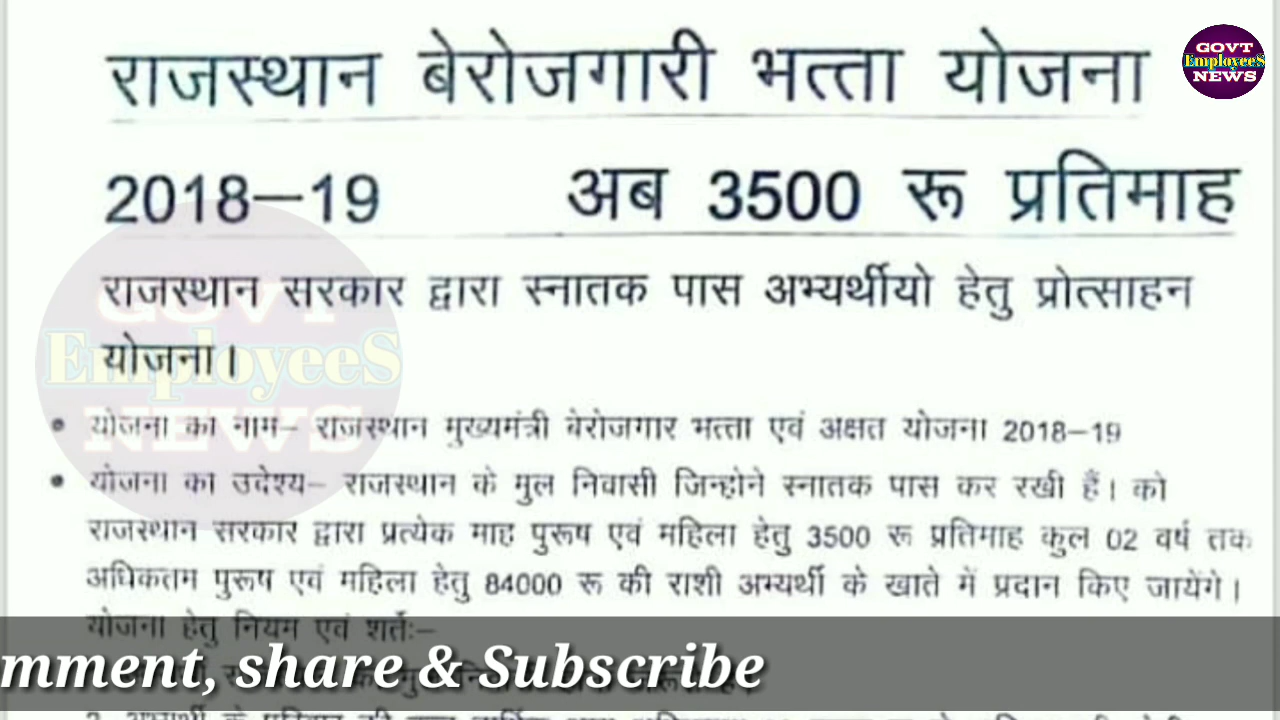 GOVT
EmployeeS
NEWS
राजस्थान बेरोजगारी भत्ता योजना
2018–19 अब 3500 रू प्रतिमाह
राजस्थान सरकार द्वारा स्नातक पास अभ्यर्थीयो हेतु प्रोत्साहन
योजना।
GOVT
EmployeeS
NEWS
• योजना का नाम– राजस्थान मुख्यमंत्री बेरोजगार भत्ता एवं अक्षत योजना 2018–19
• योजना का उदेश्य– राजस्थान के मुल निवासी जिन्होने स्नातक पास कर रखी हैं। को
राजस्थान सरकार द्वारा प्रत्येक माह पुरूष एवं महिला हेतु 3500 रू प्रतिमाह कुल 02 वर्ष तक
अधिकतम पुरूष एवं महिला हेतु 84000 रू की राशी अभ्यर्थी के खाते में प्रदान किए जायेंगे।
योजना हेतु नियम एवं शर्तेः–
mment, share & Subscribe